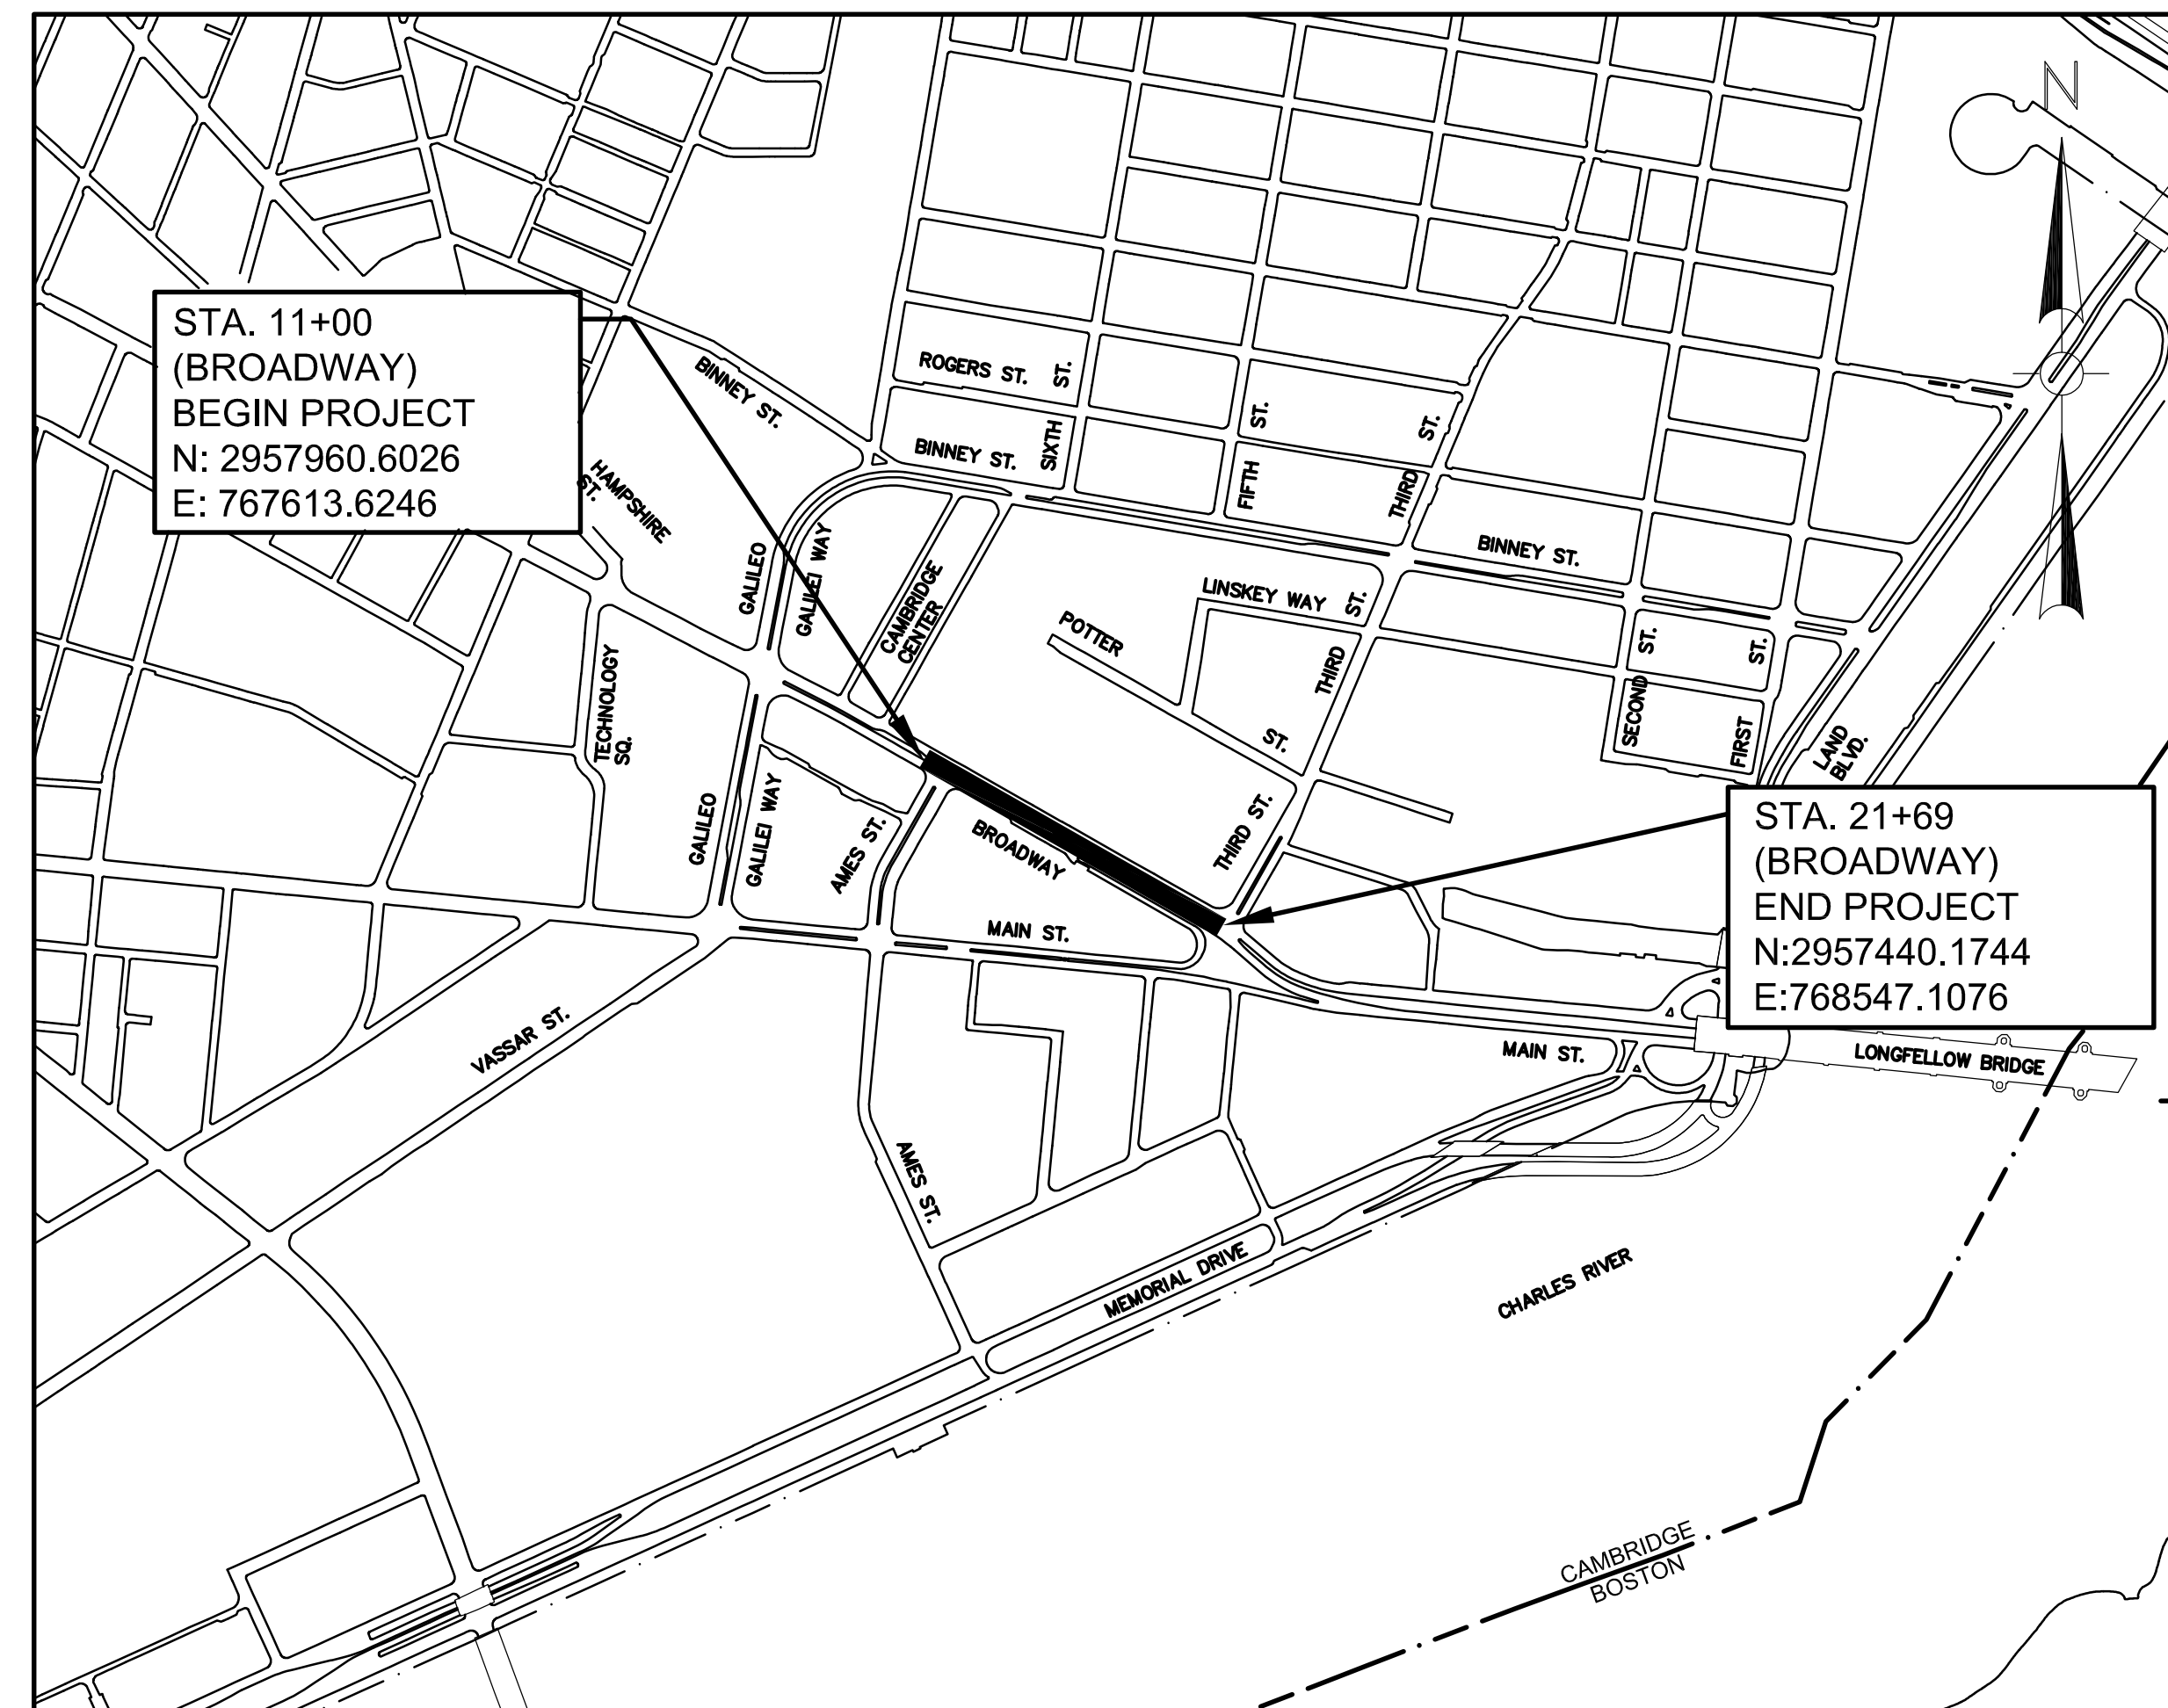 N
STA. 11+00
(BROADWAY)
BEGIN PROJECT
N: 2957960.6026
E: 767613.6246
ROGERS ST.
ST.
BINNEY ST.
BINNEY ST.
SIXTH
ST.
ST.
FIFTH
THIRD
HAMPSHIRE
ST.
BINNEY ST.
GALILEO
GALILEI WAY
CAMBRIDGE
CENTER
LINSKEY WAY
ST.
POTTER
ST.
THIRD
ST.
ST.
SECOND
FIRST
TECHNOLOGY
SQ.
LAND
BLVD.
GALILEO
GALILEI WAY
AMES ST.
BROADWAY
THIRD ST.
STA. 21+69
(BROADWAY)
END PROJECT
N:2957440.1744
E:768547.1076
MAIN ST.
VASSAR ST.
MAIN ST.
LONGFELLOW BRIDGE
AMES ST.
MEMORIAL DRIVE
CHARLES RIVER
CAMBRIDGE
BOSTON